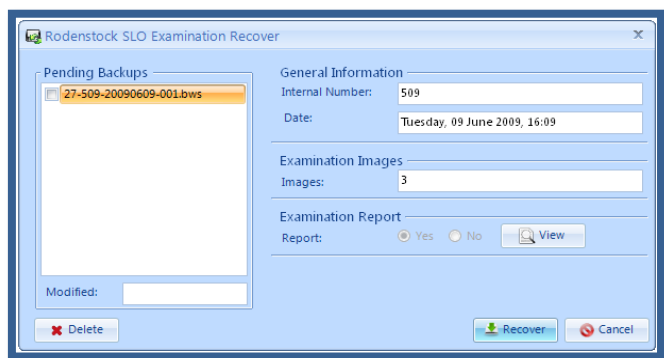 Rodenstock SLO Examination Recover
Pending Backups
27-509-20090609-001.bws
Modified:
Delete
General Information
Internal Number: 509
Date: Tuesday, 09 June 2009, 16:09
Examination Images
Images: 3
Examination Report
Report: Yes No View
Recover Cancel